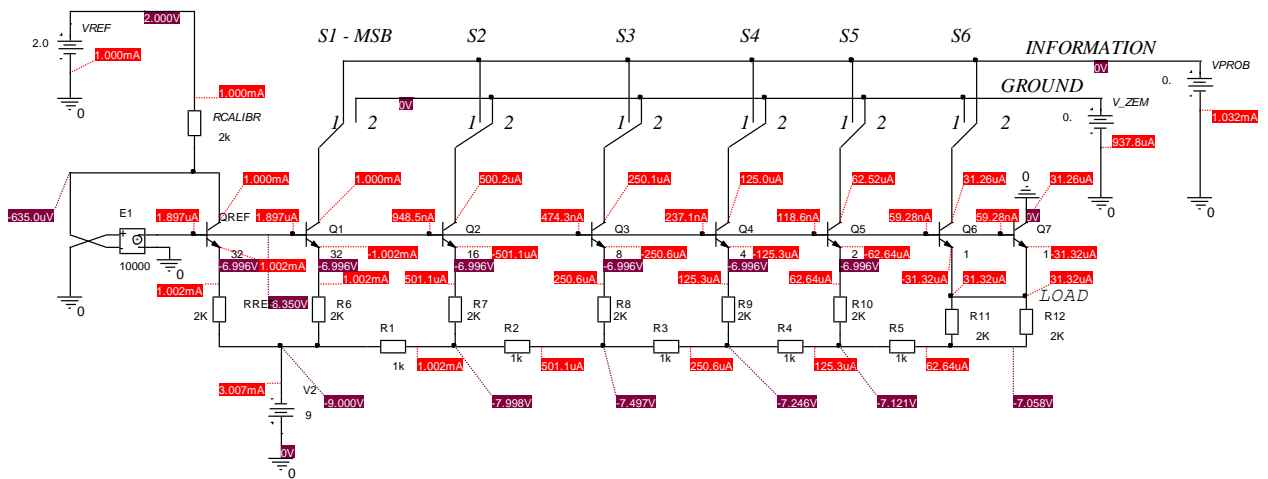 2.000V
VREF
2.0
1.000mA
0
1.000mA
RCALIBR
2k
S1 - MSB S2 S3 S4 S5 S6
INFORMATION
0V
VPROB
0.
1.032mA
0
GROUND
0V
V_ZEM
0.
937.8uA
0
1 2 1 2 1 2 1 2 1 2 1 2
1.000mA 1.000mA 500.2uA 250.1uA 125.0uA 62.52uA 31.26uA 0 31.26uA
-635.0uV
E1
10000
0
0
1.897uA QREF 1.897uA 948.5nA 474.3nA 237.1nA 118.6nA 59.28nA 59.28nA 0V
Q1 Q2 Q3 Q4 Q5 Q6 Q7
32 1.002mA 32 -1.002mA 16 -501.1uA 8 -250.6uA 4 -125.3uA 2 -62.64uA 1 -31.32uA 1 -31.32uA
-6.996V -6.996V -6.996V -6.996V -6.996V
1.002mA 1.002mA 501.1uA 250.6uA 125.3uA 62.64uA 31.32uA 31.32uA
-6.350V
LOAD
RRE R6 R7 R8 R9 R10 R11 R12
2K 2K 2K 2K 2K 2K 2K 2K
R1 R2 R3 R4 R5
1k 1k 1k 1k 1k
1.002mA 501.1uA 250.6uA 125.3uA 62.64uA
3.007mA V2 -9.000V -7.998V -7.497V -7.246V -7.121V -7.058V
9
0V
0